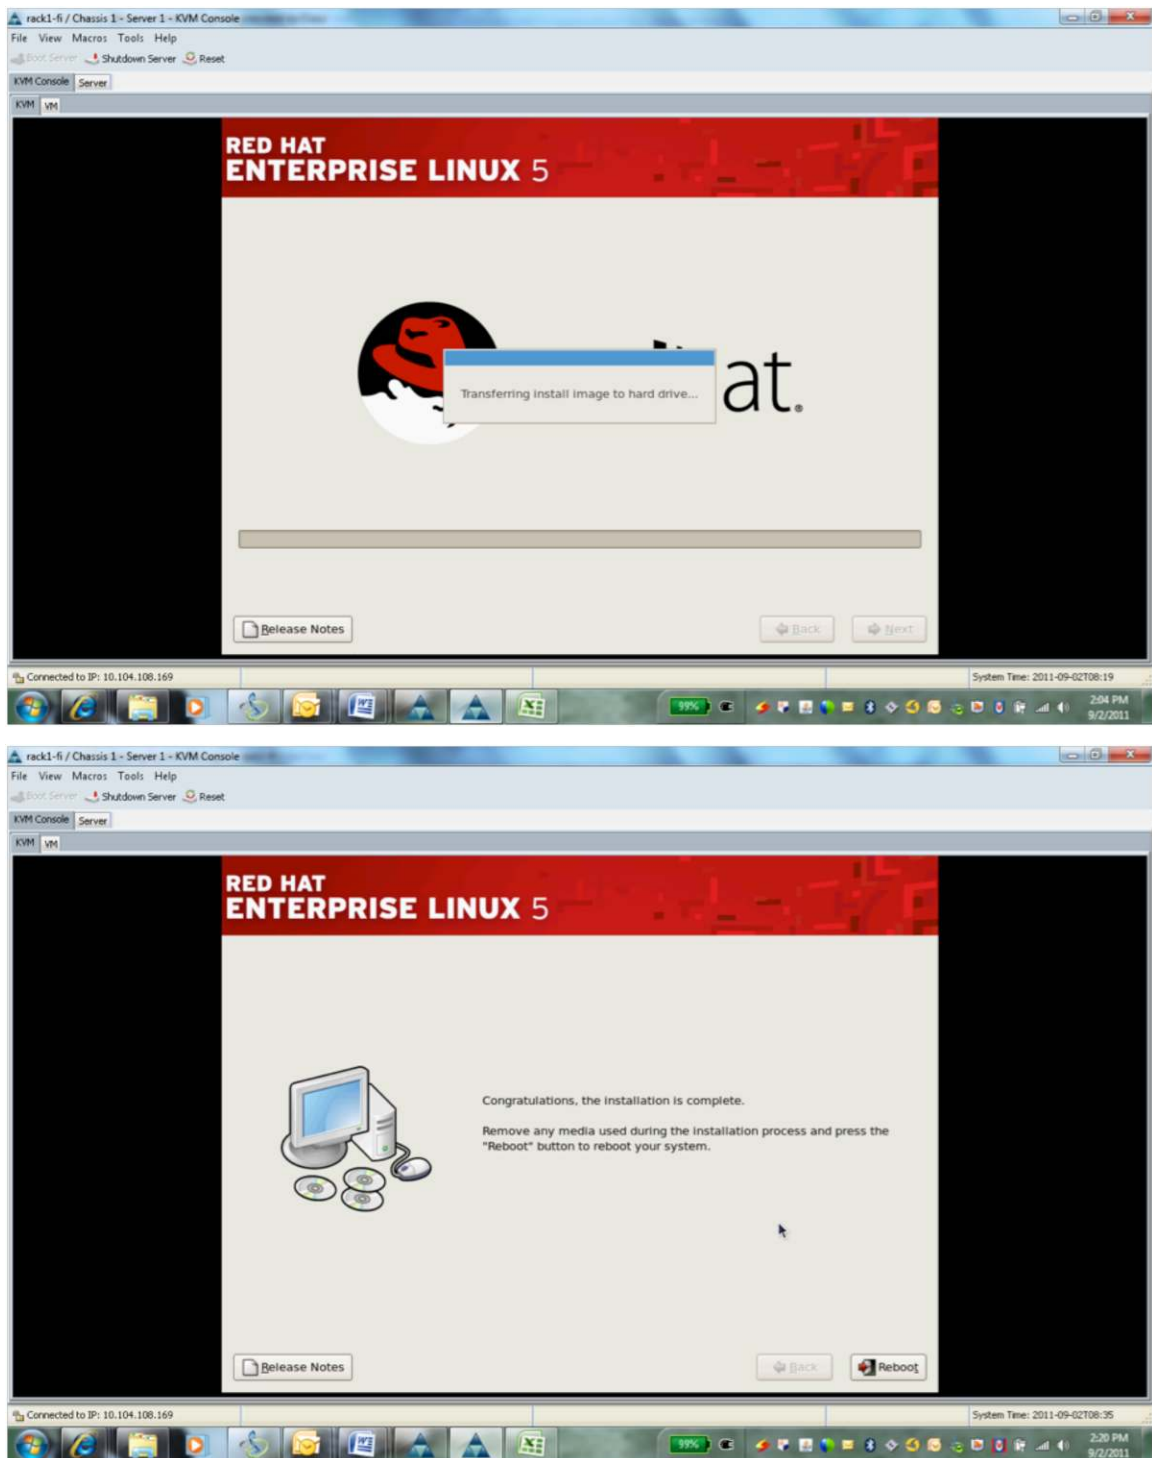 rack1-fi / Chassis 1 - Server 1 - KVM Console
File View Macros Tools Help
Boot Server Shutdown Server Reset
KVM Console Server
KVM VM
RED HAT
ENTERPRISE LINUX 5
Transferring install image to hard drive...
at.
Release Notes Back Next
Connected to IP: 10.104.108.169 System Time: 2011-09-02T08:19
99% 2:04 PM
9/2/2011
rack1-fi / Chassis 1 - Server 1 - KVM Console
File View Macros Tools Help
Boot Server Shutdown Server Reset
KVM Console Server
KVM VM
RED HAT
ENTERPRISE LINUX 5
Congratulations, the installation is complete.
Remove any media used during the installation process and press the
"Reboot" button to reboot your system.
Release Notes Back Reboot
Connected to IP: 10.104.108.169 System Time: 2011-09-02T08:35
99% 2:20 PM
9/2/2011